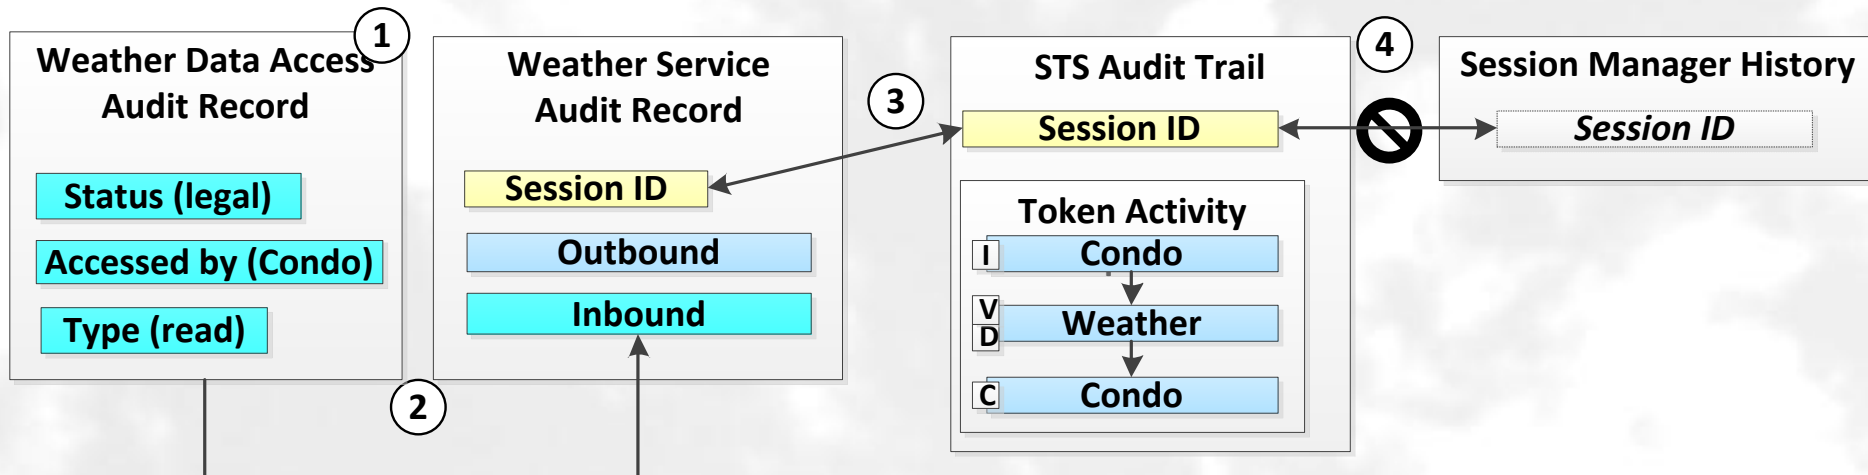 1
Weather Data Access
Audit Record
Status (legal)
Accessed by (Condo)
Type (read)
2
Weather Service
Audit Record
Session ID
Outbound
Inbound
3
STS Audit Trail
Session ID
Token Activity
I
Condo
V
D
Weather
C
Condo
4
Session Manager History
Session ID